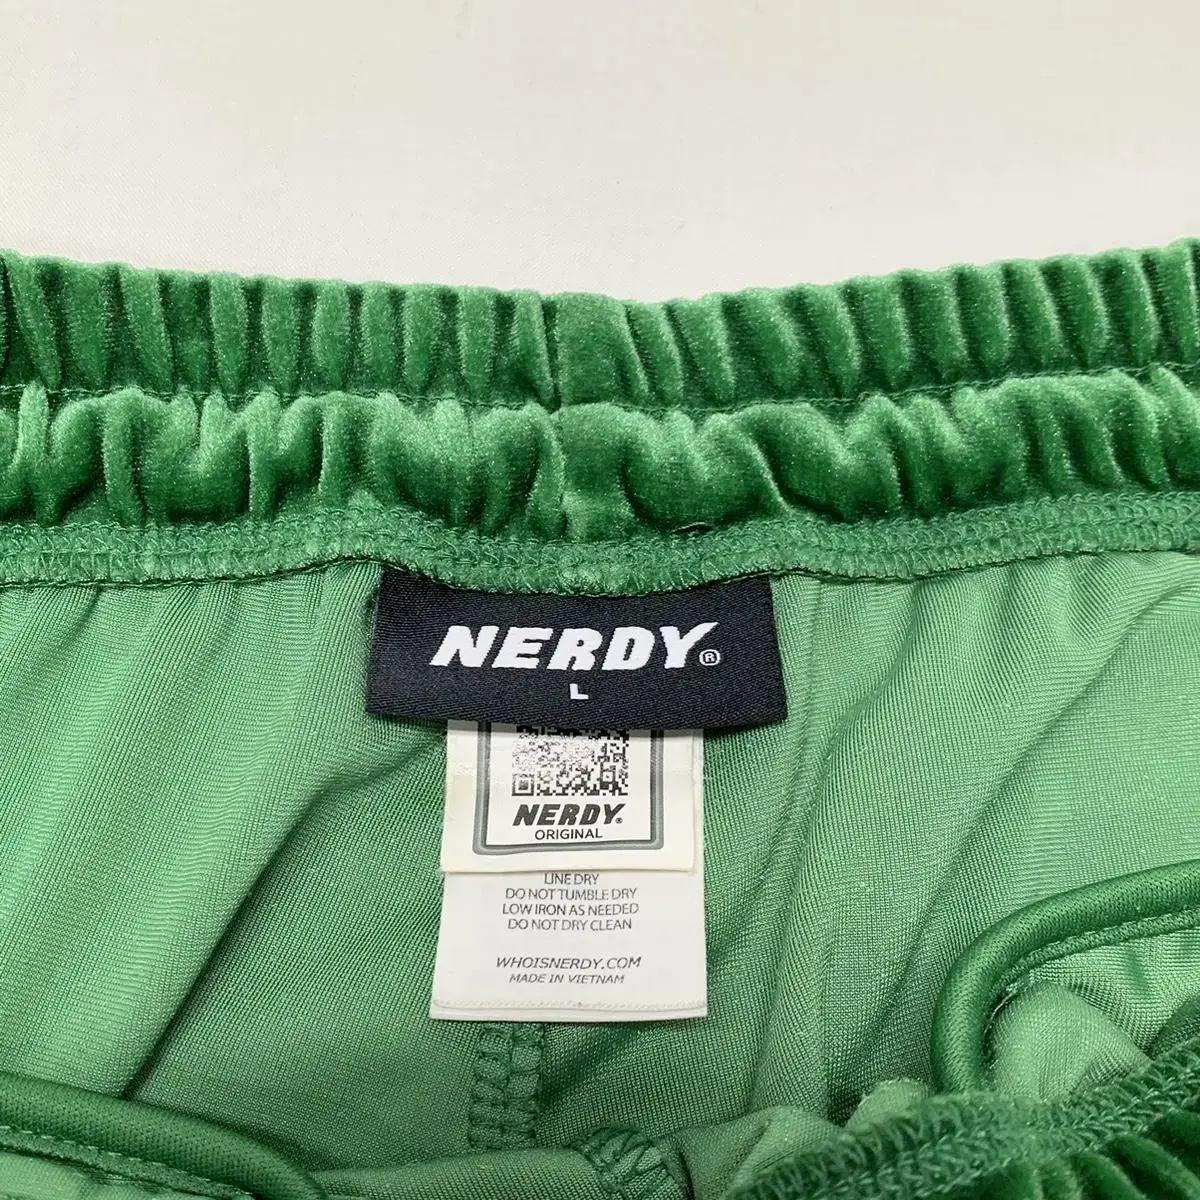 NERDY®
L
NERDY®
ORIGINAL
LINE DRY
DO NOT TUMBLE DRY
LOW IRON AS NEEDED
DO NOT DRY CLEAN
WHOISNERDY.COM
MADE IN VIETNAM